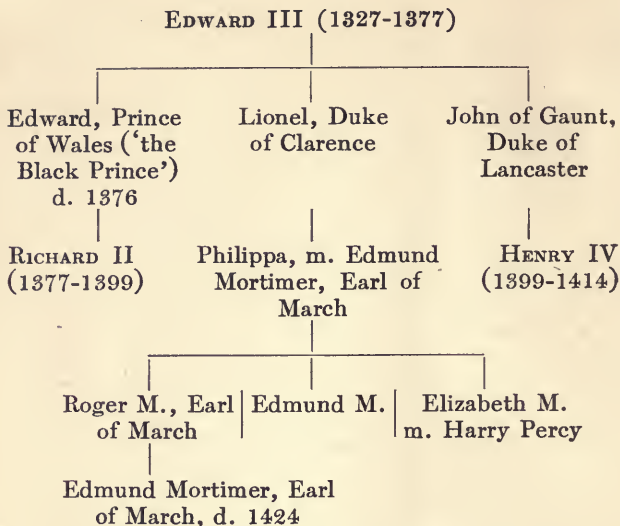 EDWARD III (1327-1377)
Edward, Prince
of Wales (‘the
Black Prince’)
d. 1376
Lionel, Duke
of Clarence
John of Gaunt,
Duke of
Lancaster
RICHARD II
(1377-1399)
Philippa, m. Edmund
Mortimer, Earl of
March
HENRY IV
(1399-1414)
Roger M., Earl
of March
Edmund M.
Elizabeth M.
m. Harry Percy
Edmund Mortimer, Earl
of March, d. 1424